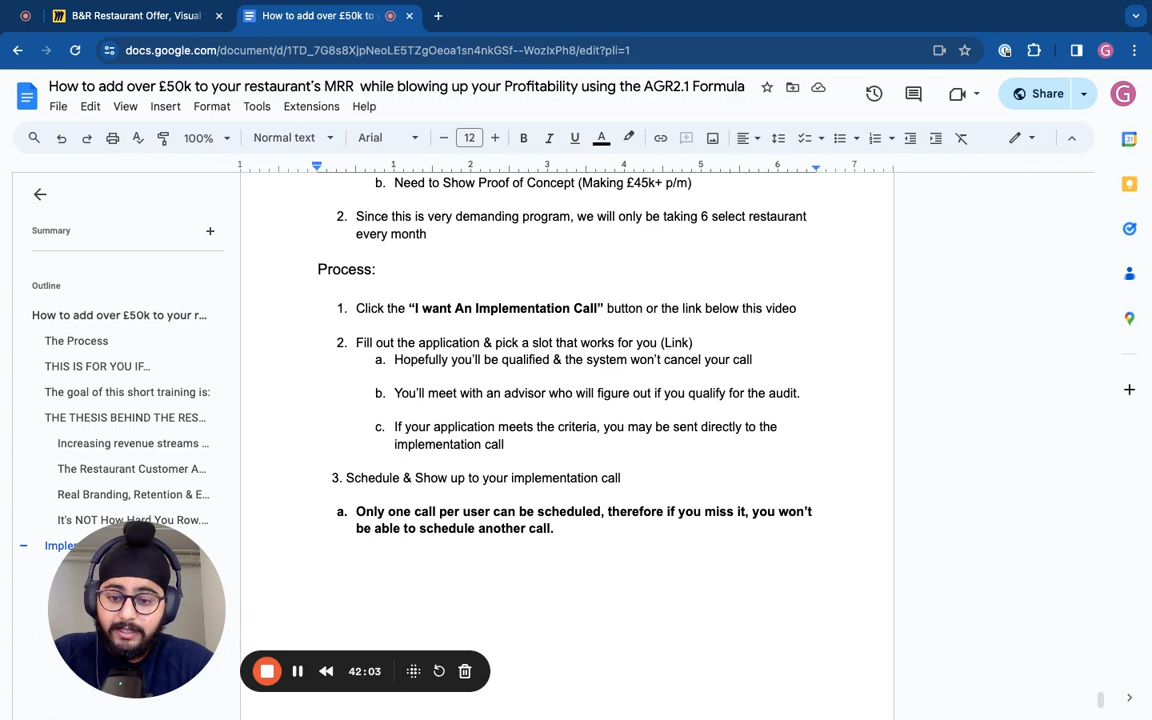 B&R Restaurant Offer, Visual
How to add over £50k to
docs.google.com/document/d/1TD_7G8s8XjpNeoLE5TZgOeoa1sn4nkGSf--WozIxPh8/edit?pli=1
G
How to add over £50k to your restaurant's MRR while blowing up your Profitability using the AGR2.1 Formula
Share
G
File Edit View Insert Format Tools Extensions Help
100% Normal text Arial 12 B I U A
1 1 2 3 4 5 6 7
Summary
Outline
How to add over £50k to your r...
The Process
THIS IS FOR YOU IF...
The goal of this short training is:
THE THESIS BEHIND THE RES...
Increasing revenue streams ...
The Restaurant Customer A...
Real Branding, Retention & E...
It's NOT How Hard You Row....
b. Need to Show Proof of Concept (Making £45k+ p/m)
2. Since this is very demanding program, we will only be taking 6 select restaurant
every month
Process:
1. Click the “I want An Implementation Call” button or the link below this video
2. Fill out the application & pick a slot that works for you (Link)
a. Hopefully you’ll be qualified & the system won’t cancel your call
b. You’ll meet with an advisor who will figure out if you qualify for the audit.
c. If your application meets the criteria, you may be sent directly to the
implementation call
3. Schedule & Show up to your implementation call
a. Only one call per user can be scheduled, therefore if you miss it, you won’t
be able to schedule another call.
42:03